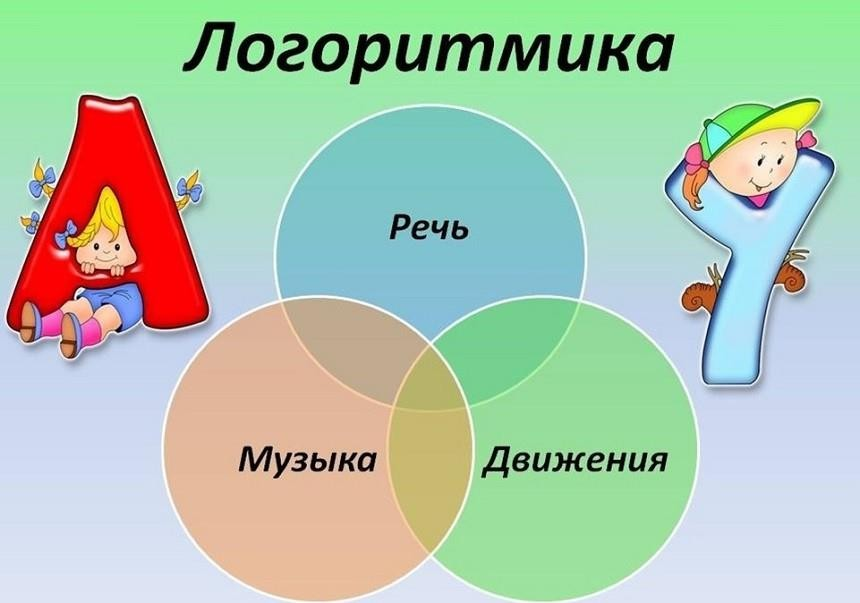 Логоритмика
А
У
Речь
Музыка
Движения